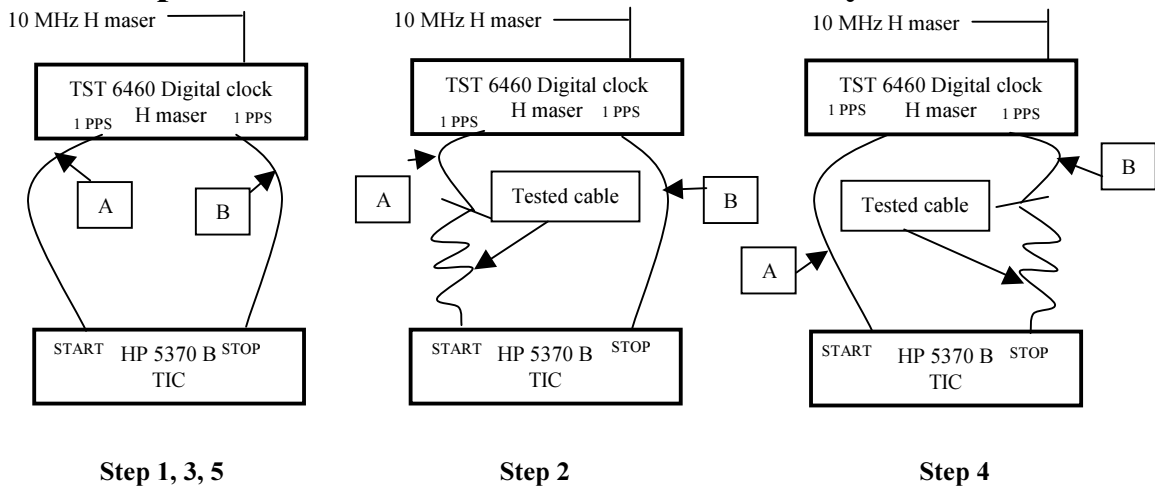 10 MHz H maser
TST 6460 Digital clock
H maser
1 PPS
1 PPS
A
B
START
HP 5370 B
STOP
TIC
Step 1, 3, 5
10 MHz H maser
TST 6460 Digital clock
H maser
1 PPS
1 PPS
A
Tested cable
B
START
HP 5370 B
STOP
TIC
Step 2
10 MHz H maser
TST 6460 Digital clock
1 PPS
H maser
1 PPS
B
Tested cable
A
START
HP 5370 B
STOP
TIC
Step 4